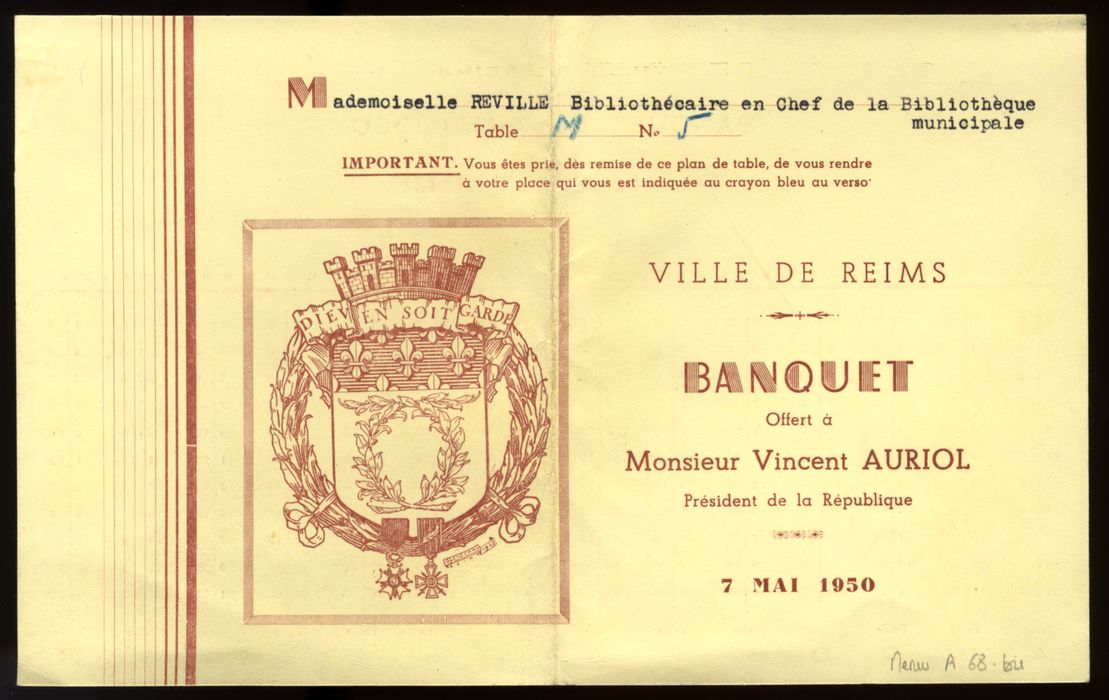 Mademoiselle REVILLE Bibliothécaire en Chef de la Bibliothèque
municipale
Table M No 5
IMPORTANT. Vous êtes prié, dès remise de ce plan de table, de vous rendre
à votre place qui vous est indiquée au crayon bleu au verso
DIEV EN SOIT GARDE
VILLE DE REIMS
BANQUET
Offert à
Monsieur Vincent AURIOL
Président de la République
7 MAI 1950
Menu A 68 bis